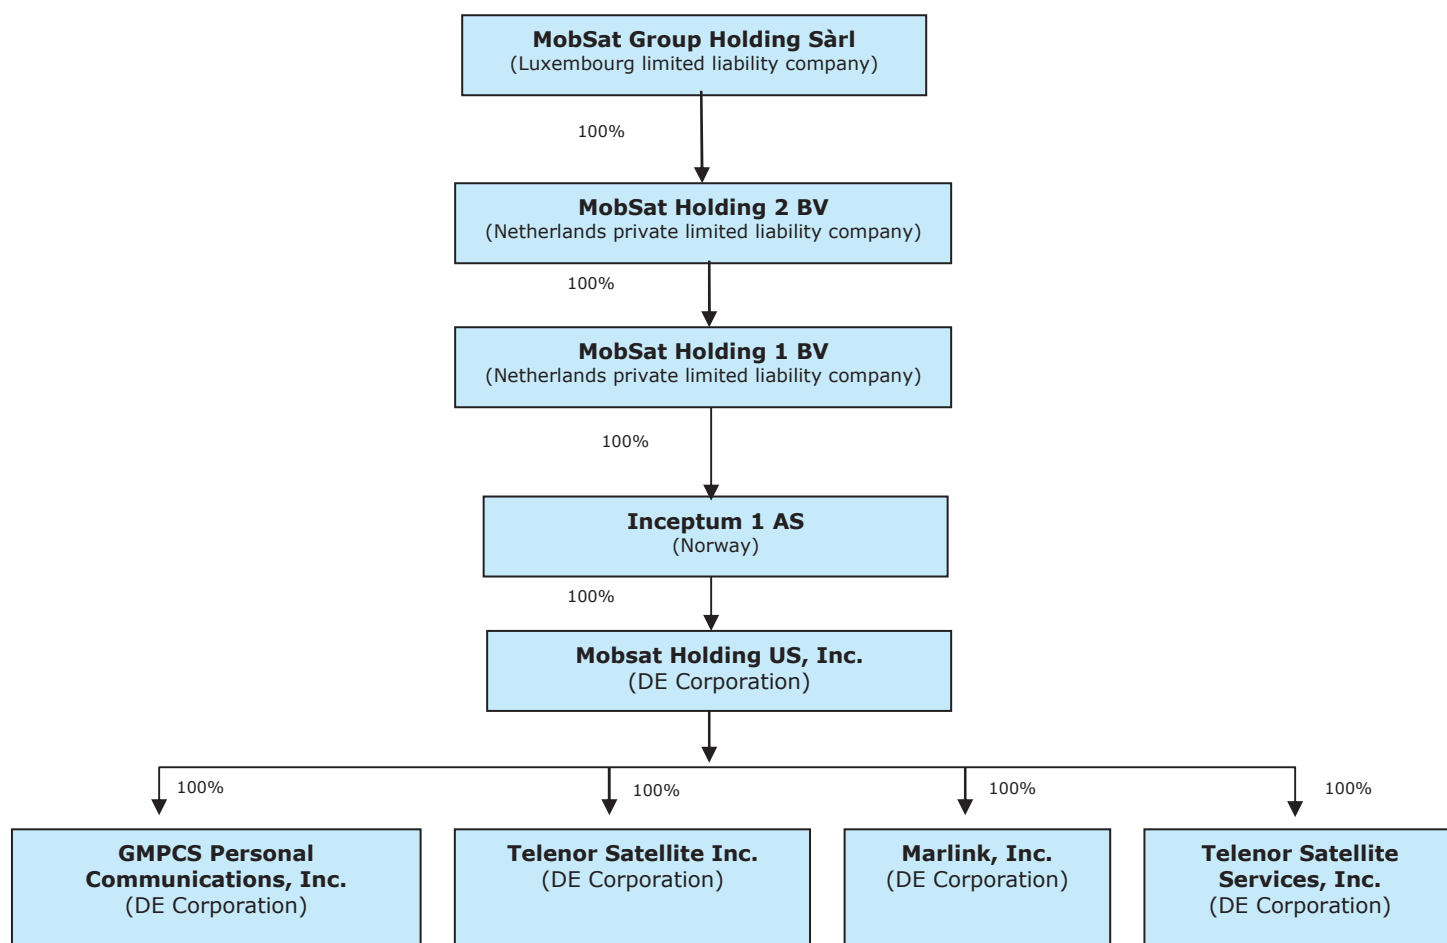 MobSat Group Holding Sàrl
(Luxembourg limited liability company)
100%
MobSat Holding 2 BV
(Netherlands private limited liability company)
100%
MobSat Holding 1 BV
(Netherlands private limited liability company)
100%
Inceptum 1 AS
(Norway)
100%
Mobsat Holding US, Inc.
(DE Corporation)
100%
100%
100%
100%
GMPCS Personal
Communications, Inc.
(DE Corporation)
Telenor Satellite Inc.
(DE Corporation)
Marlink, Inc.
(DE Corporation)
Telenor Satellite
Services, Inc.
(DE Corporation)